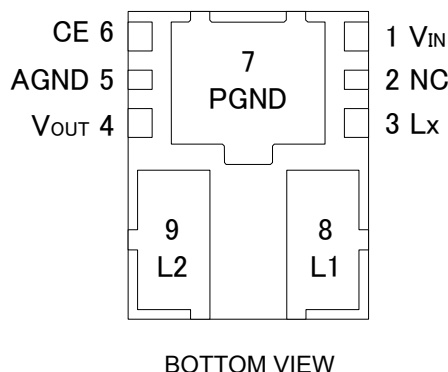 CE 6
7
PGND
1 VIN
AGND 5
2 NC
VOUT 4
3 Lx
9
L2
8
L1
BOTTOM VIEW